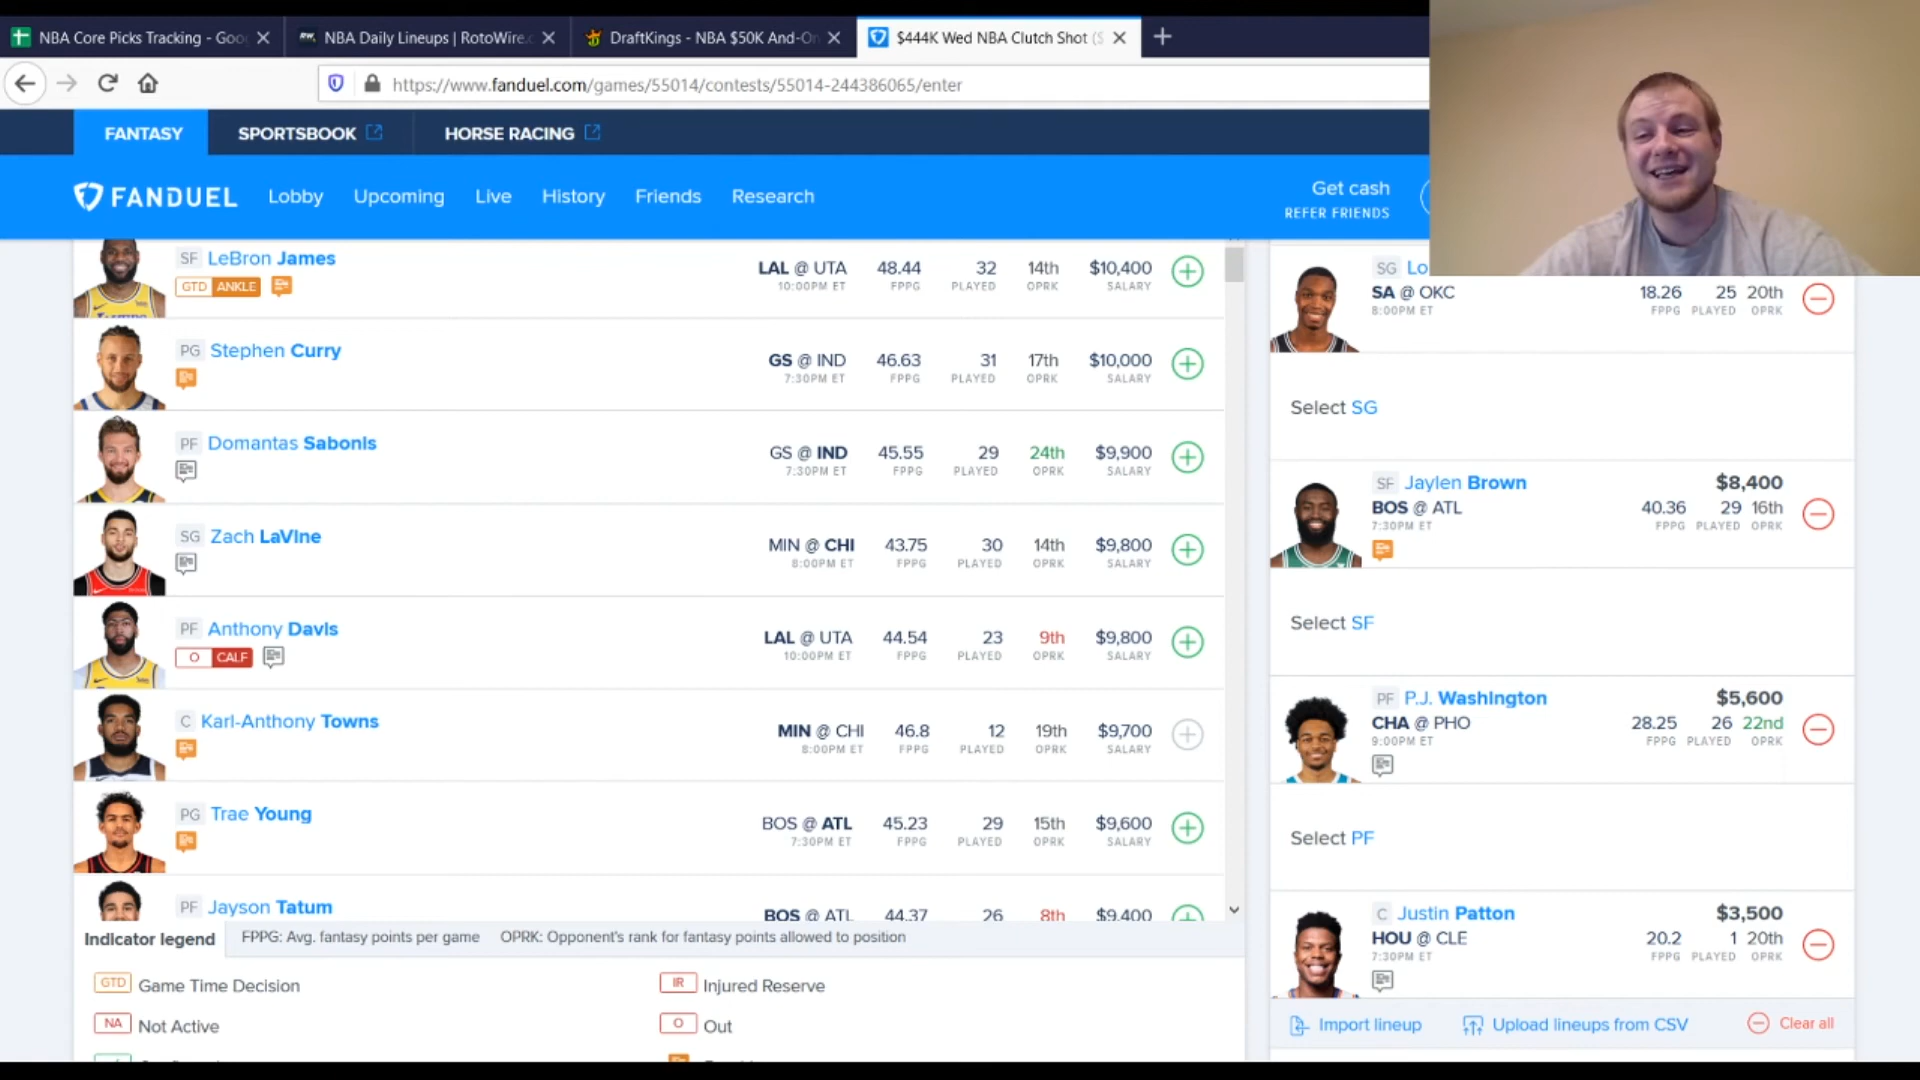 NBA Core Picks Tracking - Goo
NBA Daily Lineups | RotoWire.c
DraftKings - NBA $50K And-On
$444K Wed NBA Clutch Shot ($
https://www.fanduel.com/games/55014/contests/55014-244386065/enter
FANTASY SPORTSBOOK HORSE RACING
FANDUEL Lobby Upcoming Live History Friends Research
Get cash
REFER FRIENDS
SF LeBron James LAL @ UTA 48.44 32 14th $10,400
GTD ANKLE 10:00PM ET FPPG PLAYED OPRK SALARY
PG Stephen Curry GS @ IND 46.63 31 17th $10,000
7:30PM ET FPPG PLAYED OPRK SALARY
PF Domantas Sabonis GS @ IND 45.55 29 24th $9,900
7:30PM ET FPPG PLAYED OPRK SALARY
SG Zach LaVine MIN @ CHI 43.75 30 14th $9,800
8:00PM ET FPPG PLAYED OPRK SALARY
PF Anthony Davis LAL @ UTA 44.54 23 9th $9,800
O CALF 10:00PM ET FPPG PLAYED OPRK SALARY
C Karl-Anthony Towns MIN @ CHI 46.8 12 19th $9,700
8:00PM ET FPPG PLAYED OPRK SALARY
PG Trae Young BOS @ ATL 45.23 29 15th $9,600
7:30PM ET FPPG PLAYED OPRK SALARY
PF Jayson Tatum BOS @ ATL 44.37 26 8th $9,400
SG Lo
SA @ OKC 18.26 25 20th
8:00PM ET FPPG PLAYED OPRK
Select SG
SF Jaylen Brown $8,400
BOS @ ATL 40.36 29 16th
7:30PM ET FPPG PLAYED OPRK
Select SF
PF P.J. Washington $5,600
CHA @ PHO 28.25 26 22nd
9:00PM ET FPPG PLAYED OPRK
Select PF
C Justin Patton $3,500
HOU @ CLE 20.2 1 20th
7:30PM ET FPPG PLAYED OPRK
Import lineup Upload lineups from CSV Clear all
Indicator legend FPPG: Avg. fantasy points per game OPRK: Opponent's rank for fantasy points allowed to position
GTD Game Time Decision IR Injured Reserve
NA Not Active O Out